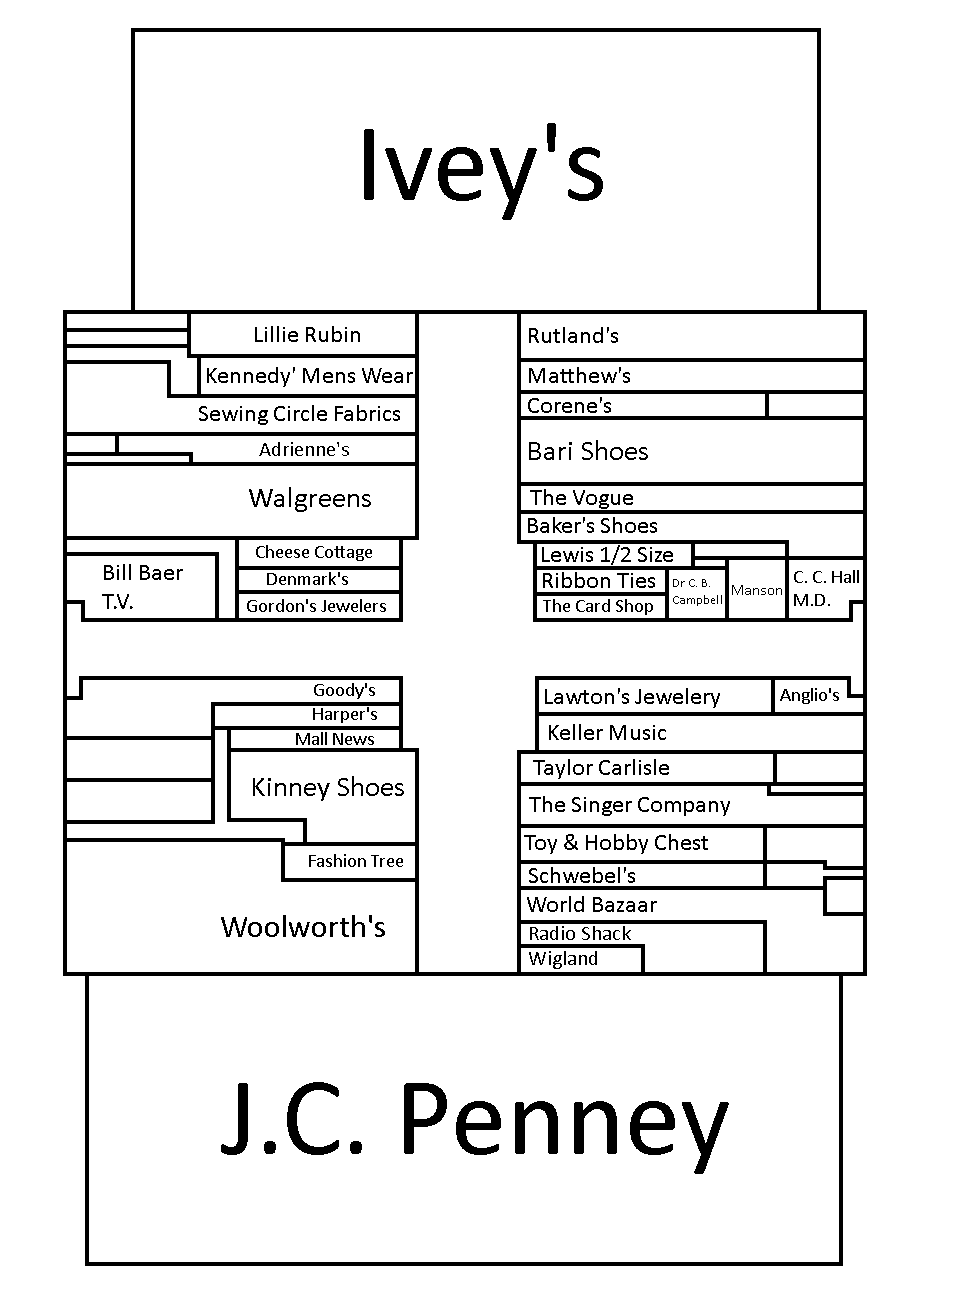 Ivey's
Lillie Rubin
Kennedy' Mens Wear
Sewing Circle Fabrics
Adrienne's
Walgreens
Cheese Cottage
Bill Baer
T.V.
Denmark's
Gordon's Jewelers
Rutland's
Matthew's
Corene's
Bari Shoes
The Vogue
Baker's Shoes
Lewis 1/2 Size
Ribbon Ties
The Card Shop
Dr C. B.
Campbell
Manson
C. C. Hall
M.D.
Goody's
Harper's
Mall News
Kinney Shoes
Fashion Tree
Woolworth's
Lawton's Jewelery
Anglio's
Keller Music
Taylor Carlisle
The Singer Company
Toy & Hobby Chest
Schwebel's
World Bazaar
Radio Shack
Wigland
J.C. Penney